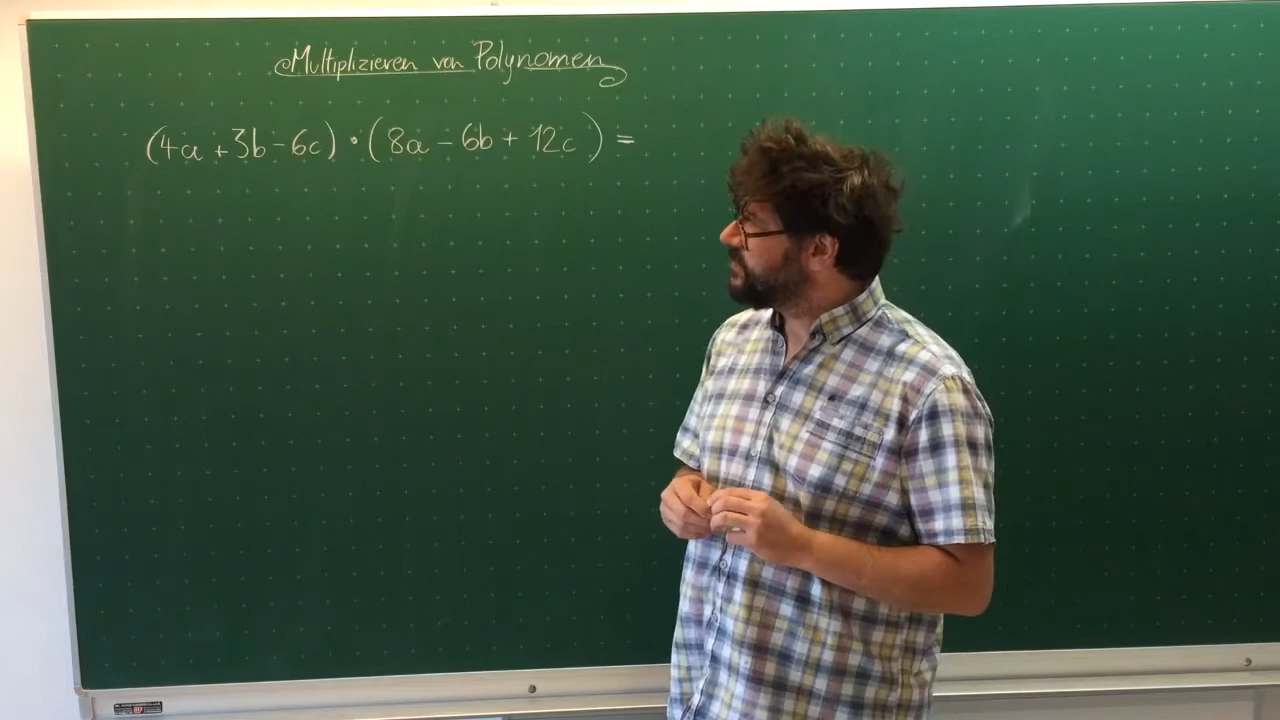 Multiplizieren von Polynomen
(4a + 3b - 6c) · (8a - 6b + 12c) =